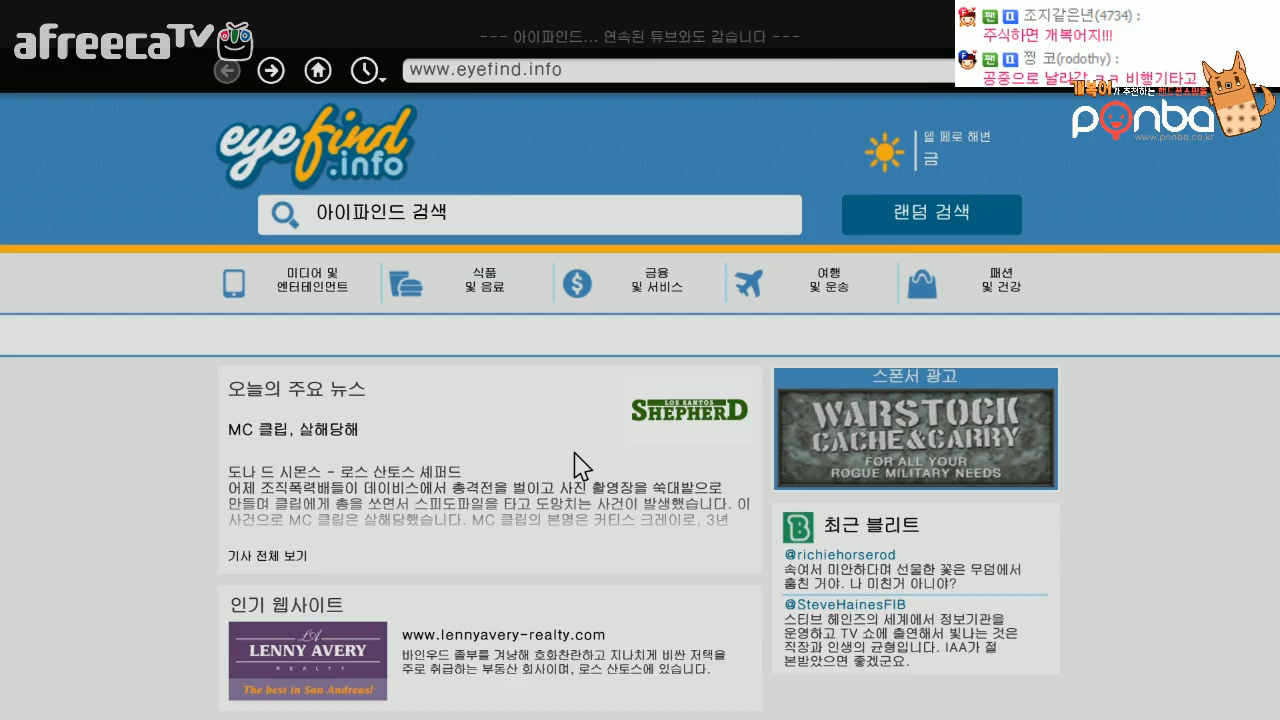 afreecaTV
--- 아이파인드... 연속된 튜브와도 같습니다 ---
www.eyefind.info
팬 조지같은년(4734) :
주식하면 개복어지!!!
팬 찡 코(rodothy) :
공중으로 날라감 ㅋㅋ 비행기타고
개복어가 추천하는 핸드폰쇼핑몰
ponba
www.ponba.co.kr
eyefind
.info
델 페로 해변
금
아이파인드 검색
랜덤 검색
미디어 및
엔터테인먼트
식품
및 음료
금융
및 서비스
여행
및 운송
패션
및 건강
오늘의 주요 뉴스
LOS SANTOS
SHEPHERD
MC 클립, 살해당해
도나 드 시몬스 - 로스 산토스 셰퍼드
어제 조직폭력배들이 데이비스에서 총격전을 벌이고 사진 촬영장을 쑥대밭으로
만들며 클립에게 총을 쏘면서 스피도파일을 타고 도망치는 사건이 발생했습니다. 이
사건으로 MC 클립은 살해당했습니다. MC 클립의 본명은 커티스 크레이로, 3년
기사 전체 보기
스폰서 광고
WARSTOCK
CACHE&CARRY
FOR ALL YOUR
ROGUE MILITARY NEEDS
최근 블리트
@richiehorserod
속여서 미안하다며 선물한 꽃은 무덤에서
훔친 거야. 나 미친거 아니야?
@SteveHainesFIB
스티브 헤인즈의 세계에서 정보기관을
운영하고 TV 쇼에 출연해서 빛나는 것은
직장과 인생의 균형입니다. IAA가 절
본받았으면 좋겠군요.
인기 웹사이트
LA
LENNY AVERY
REALTY
The best in San Andreas!
www.lennyavery-realty.com
바인우드 졸부를 겨냥해 호화찬란하고 지나치게 비싼 저택을
주로 취급하는 부동산 회사이며, 로스 산토스에 있습니다.